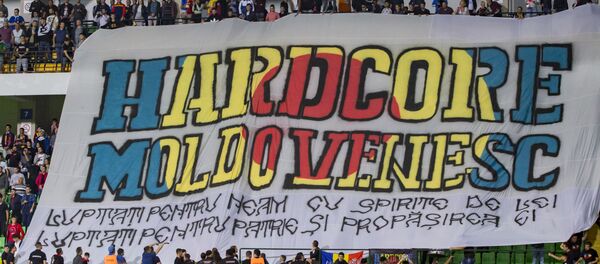 HARDCORE
MOLDOVENESC
LUPTAȚI PENTRU NEAM CU SPIRITE DE LEI
LUPTAȚI PENTRU PATRIE ȘI PROPĂȘIREA EI